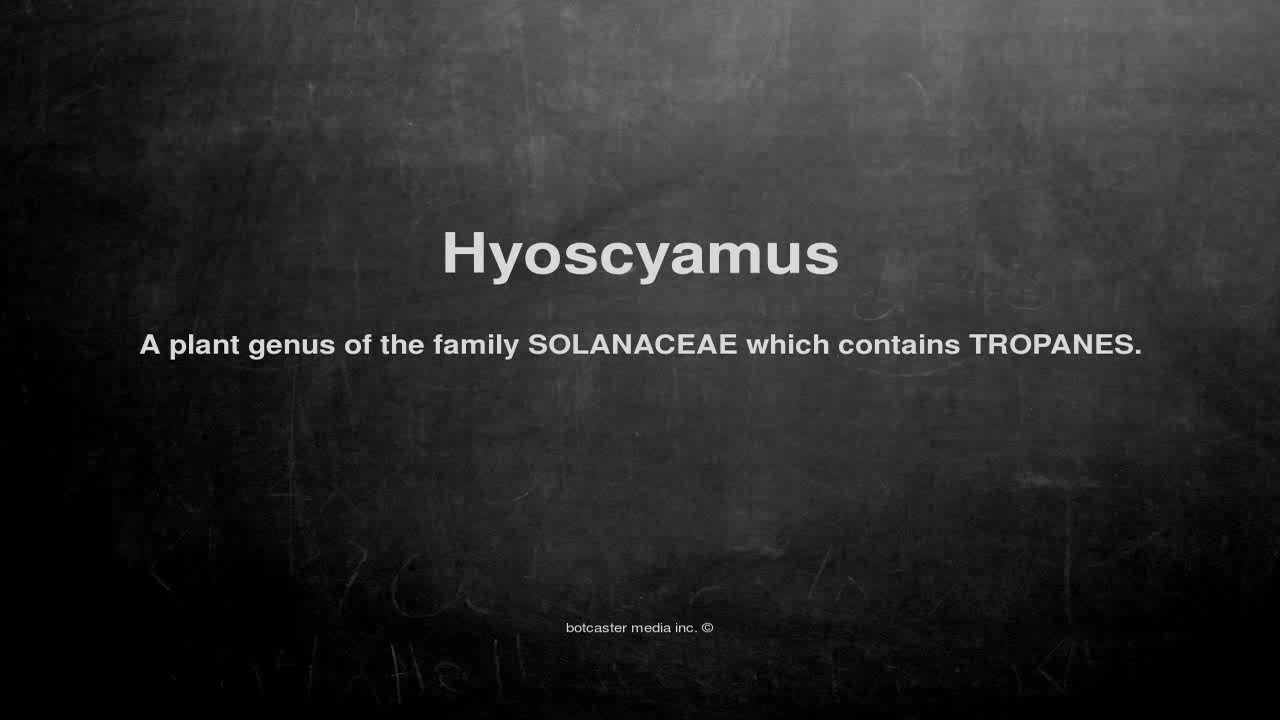 Hyoscyamus
A plant genus of the family SOLANACEAE which contains TROPANES.
botcaster media inc. ©